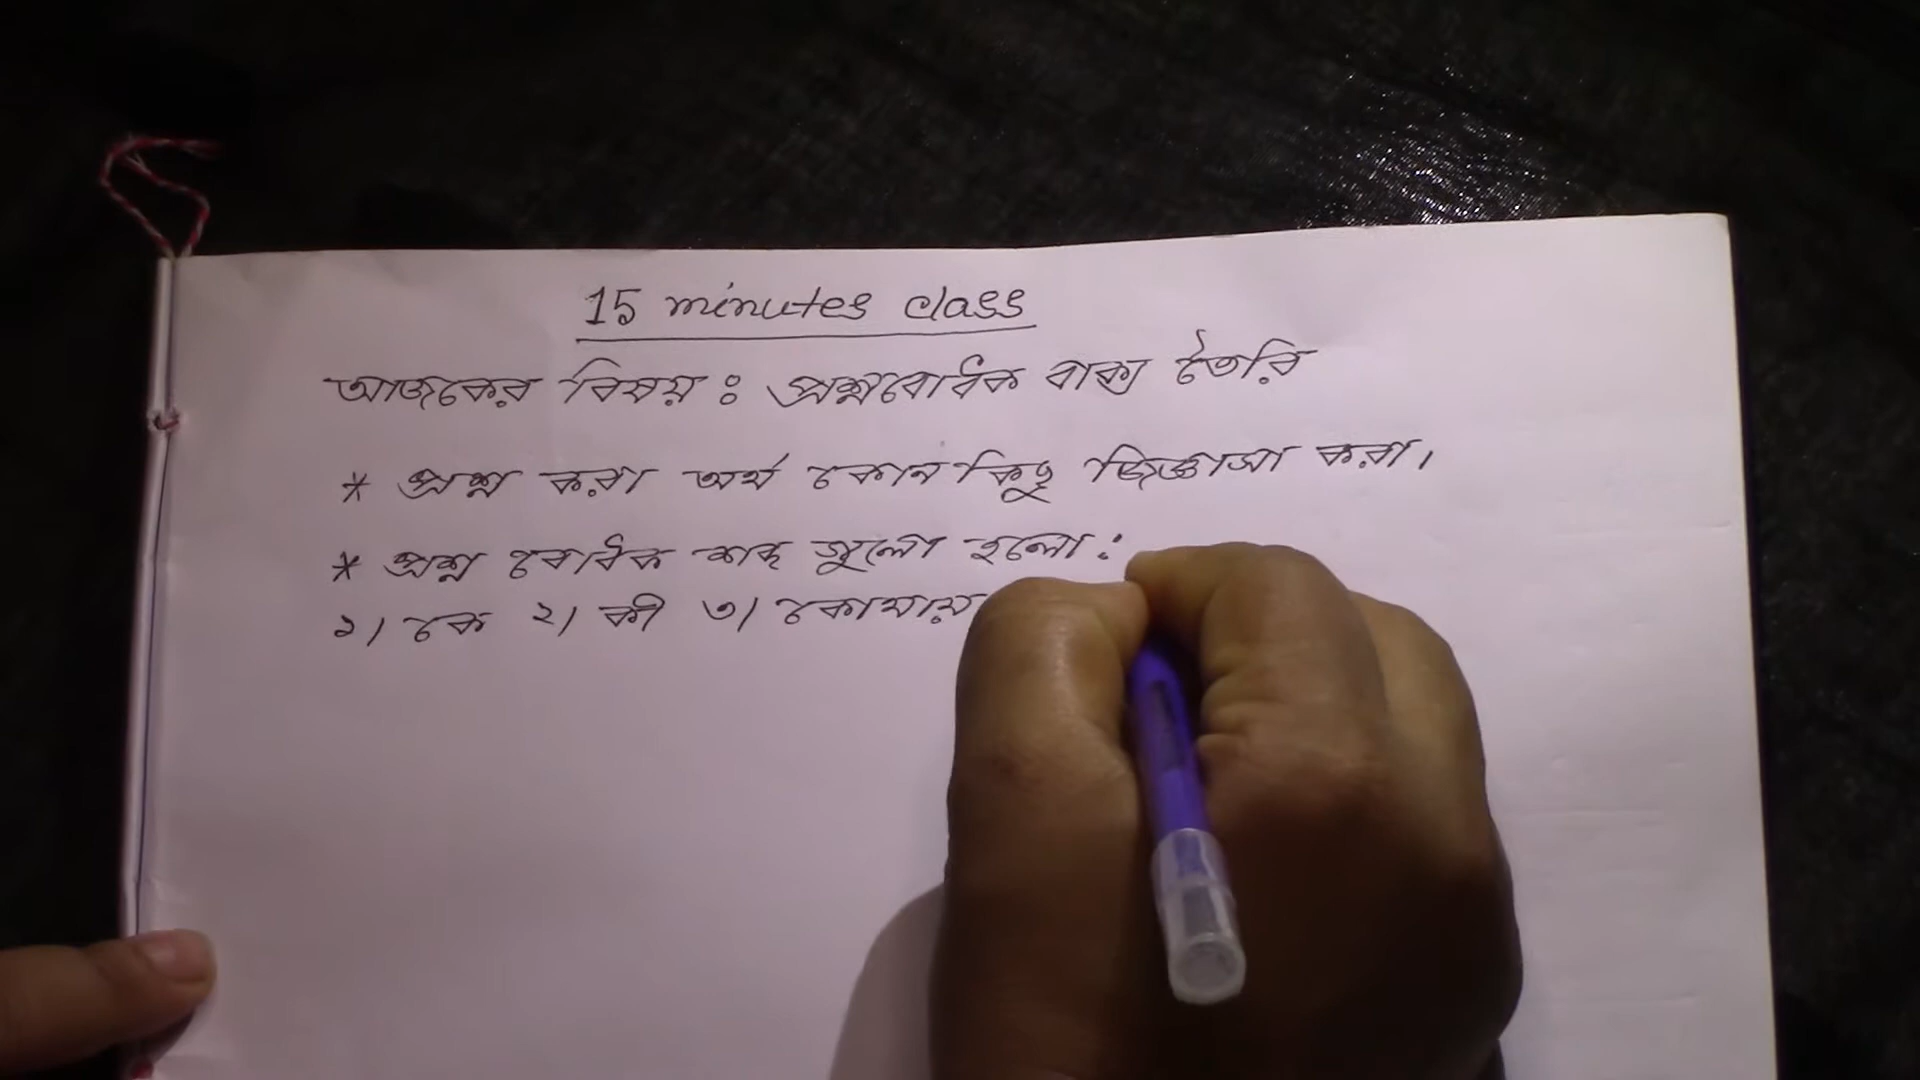 15 minutes class
আজকের বিষয় : প্রশ্নবোধক বাক্য তৈরি
* প্রশ্ন করা অর্থ কোন কিছু জিজ্ঞাসা করা।
* প্রশ্ন বোধক শব্দ গুলো হলো :
১) কে ২) কী ৩) কোথায়